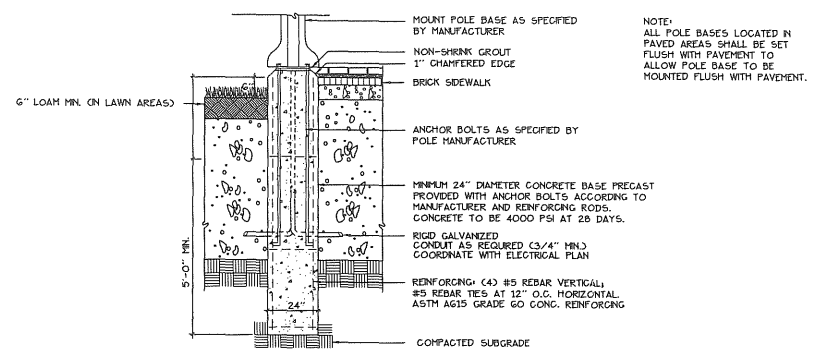 MOUNT POLE BASE AS SPECIFIED
BY MANUFACTURER
NON-SHRINK GROUT
1" CHAMFERED EDGE
BRICK SIDEWALK
NOTE:
ALL POLE BASES LOCATED IN
PAVED AREAS SHALL BE SET
FLUSH WITH PAVEMENT TO
ALLOW POLE BASE TO BE
MOUNTED FLUSH WITH PAVEMENT.
6"
6" LOAM MIN. (IN LAWN AREAS)
ANCHOR BOLTS AS SPECIFIED BY
POLE MANUFACTURER
MINIMUM 24" DIAMETER CONCRETE BASE PRECAST
PROVIDED WITH ANCHOR BOLTS ACCORDING TO
MANUFACTURER AND REINFORCING RODS.
CONCRETE TO BE 4000 PSI AT 28 DAYS.
RIGID GALVANIZED
CONDUIT AS REQUIRED (3/4" MIN.)
COORDINATE WITH ELECTRICAL PLAN
5'-0" MIN.
REINFORCING: (4) #5 REBAR VERTICAL;
#5 REBAR TIES AT 12" O.C. HORIZONTAL.
ASTM A615 GRADE 60 CONC. REINFORCING
24"
COMPACTED SUBGRADE